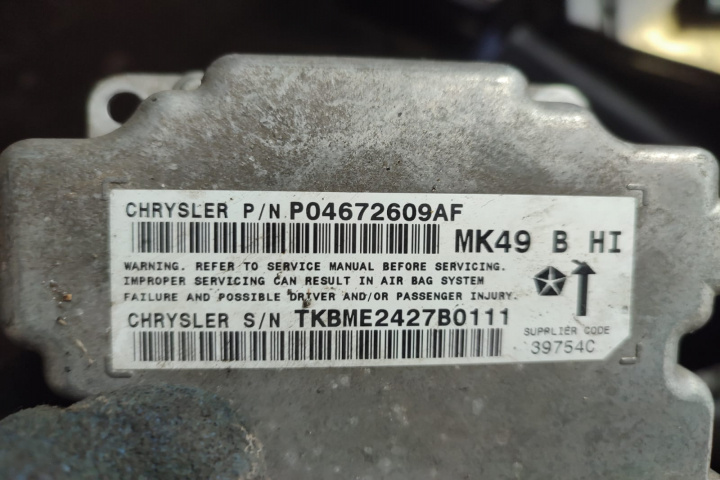 CHRYSLER P/N P04672609AF
MK49 B HI
WARNING. REFER TO SERVICE MANUAL BEFORE SERVICING.
IMPROPER SERVICING CAN RESULT IN AIR BAG SYSTEM
FAILURE AND POSSIBLE DRIVER AND/OR PASSENGER INJURY.
CHRYSLER S/N TKBME2427B0111
SUPPLIER CODE
39754C